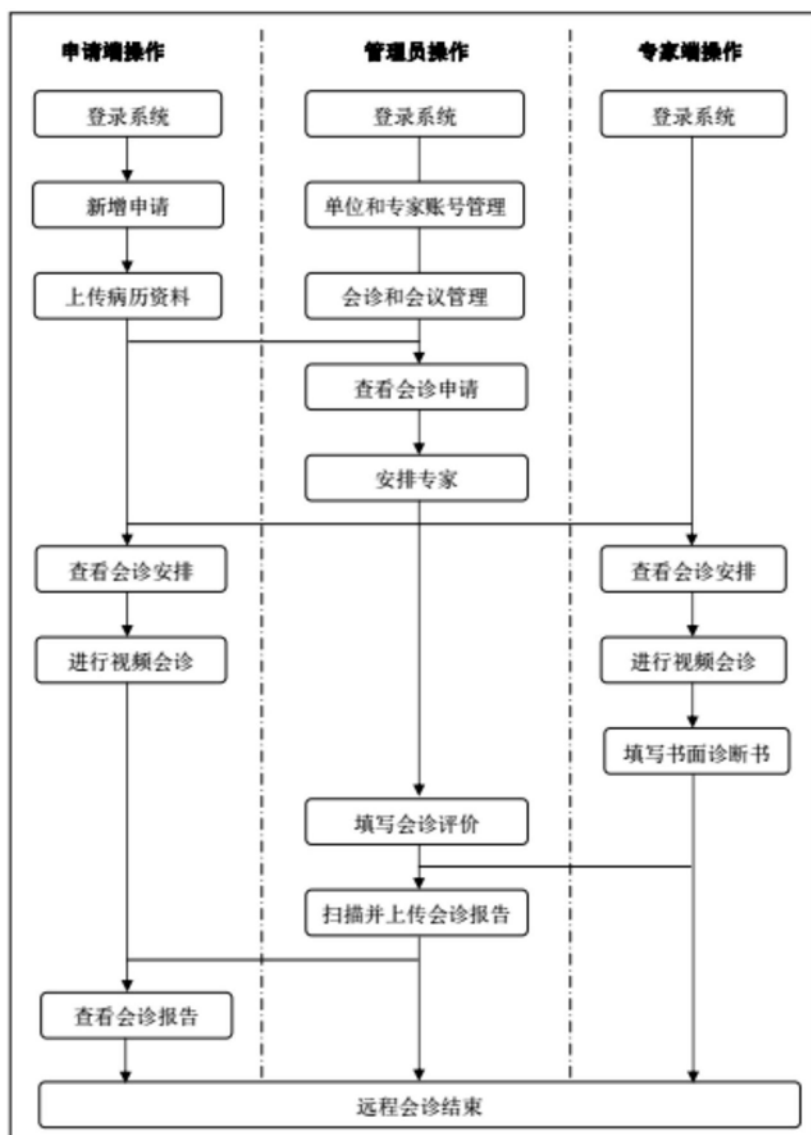 申请端操作 管理员操作 专家端操作
登录系统 登录系统 登录系统
新增申请 单位和专家账号管理
上传病历资料 会诊和会议管理
查看会诊申请
安排专家
查看会诊安排 查看会诊安排
进行视频会诊 进行视频会诊
填写书面诊断书
填写会诊评价
扫描并上传会诊报告
查看会诊报告
远程会诊结束